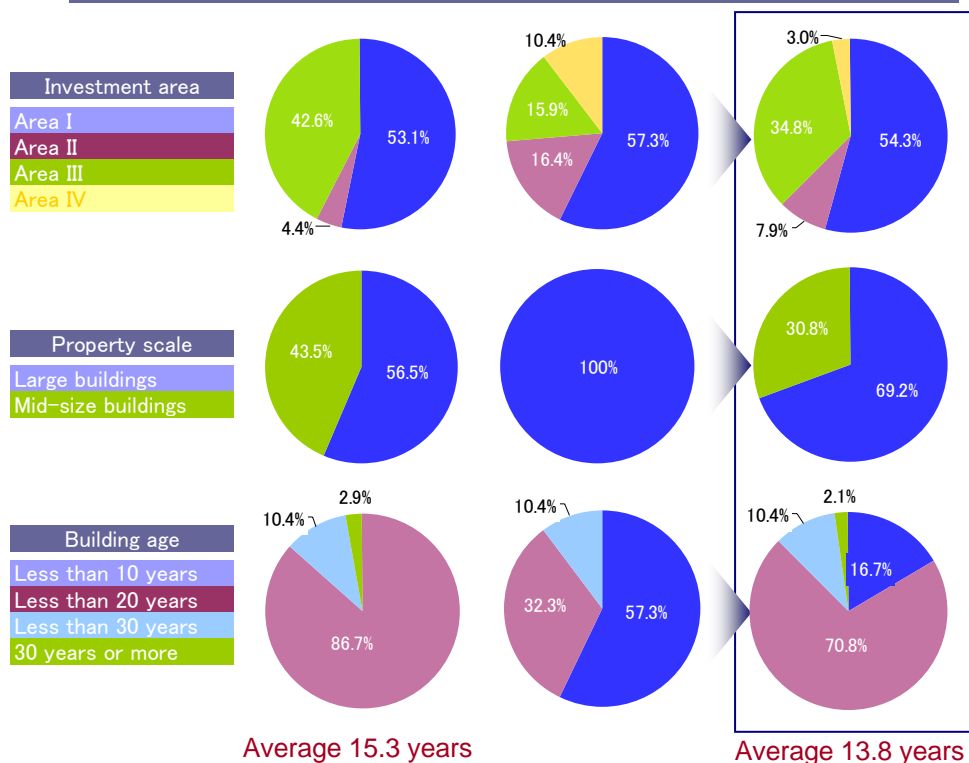 Investment area
Area I
Area II
Area III
Area IV
42.6%
53.1%
4.4%
10.4%
15.9%
57.3%
16.4%
3.0%
34.8%
54.3%
7.9%
Property scale
Large buildings
Mid-size buildings
43.5%
56.5%
100%
30.8%
69.2%
Building age
Less than 10 years
Less than 20 years
Less than 30 years
30 years or more
2.9%
10.4%
86.7%
10.4%
32.3%
57.3%
2.1%
10.4%
16.7%
70.8%
Average 15.3 years
Average 13.8 years